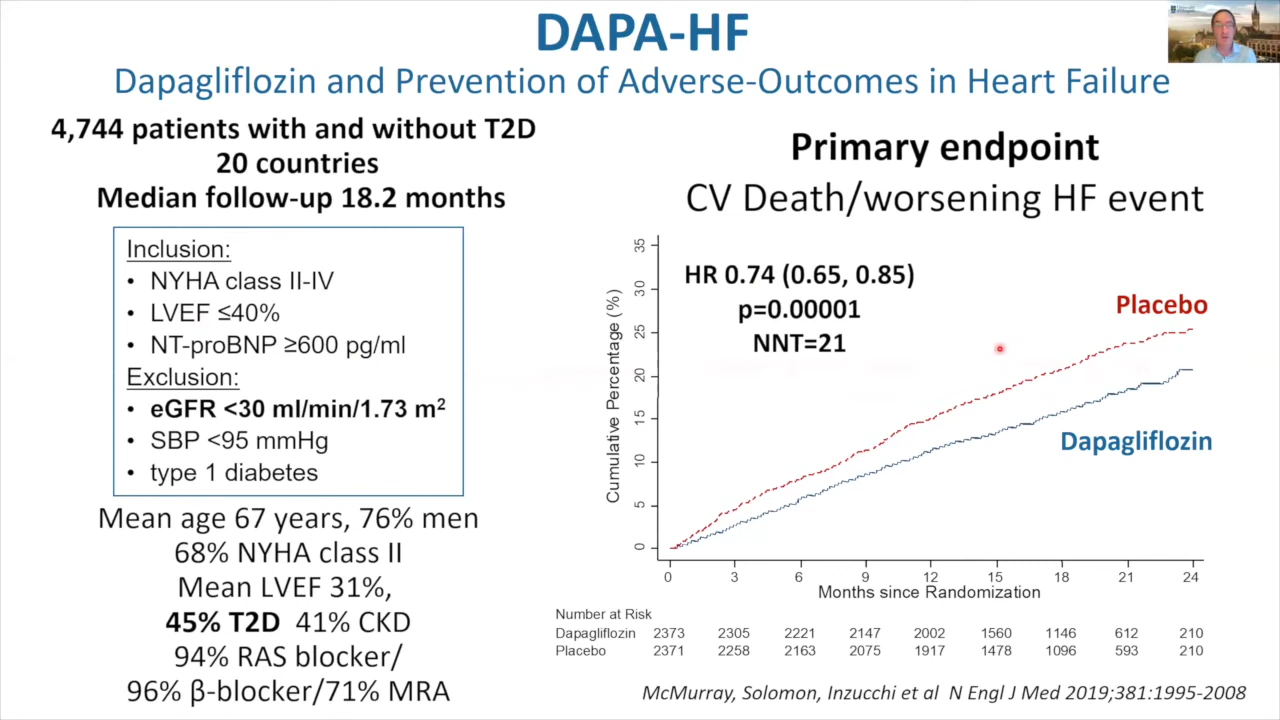 DAPA-HF
Dapagliflozin and Prevention of Adverse-Outcomes in Heart Failure
4,744 patients with and without T2D
20 countries
Median follow-up 18.2 months
Inclusion:
• NYHA class II-IV
• LVEF ≤40%
• NT-proBNP ≥600 pg/ml
Exclusion:
• eGFR <30 ml/min/1.73 m²
• SBP <95 mmHg
• type 1 diabetes
Mean age 67 years, 76% men
68% NYHA class II
Mean LVEF 31%,
45% T2D 41% CKD
94% RAS blocker/
96% β-blocker/71% MRA
Primary endpoint
CV Death/worsening HF event
HR 0.74 (0.65, 0.85)
p=0.00001
NNT=21
Placebo
Dapagliflozin
Cumulative Percentage (%)
35
30
25
20
15
10
5
0
0 3 6 9 12 15 18 21 24
Months since Randomization
Number at Risk
Dapagliflozin 2373 2305 2221 2147 2002 1560 1146 612 210
Placebo 2371 2258 2163 2075 1917 1478 1096 593 210
McMurray, Solomon, Inzucchi et al N Engl J Med 2019;381:1995-2008